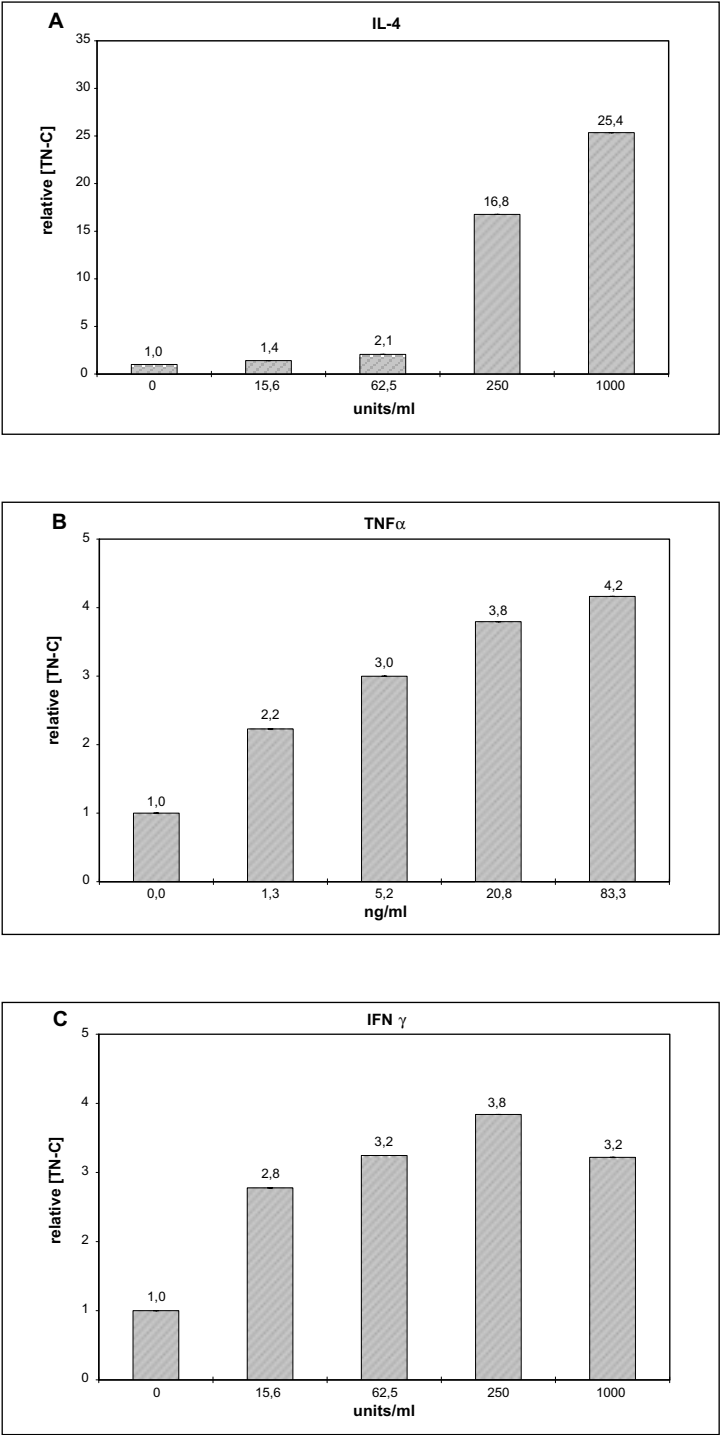 A
IL-4
35
30
25
20
15
10
5
0
relative [TN-C]
1,0
1,4
2,1
16,8
25,4
0 15,6 62,5 250 1000
units/ml
B
TNFα
5
4
3
2
1
0
relative [TN-C]
1,0
2,2
3,0
3,8
4,2
0,0 1,3 5,2 20,8 83,3
ng/ml
C
IFN γ
5
4
3
2
1
0
relative [TN-C]
1,0
2,8
3,2
3,8
3,2
0 15,6 62,5 250 1000
units/ml